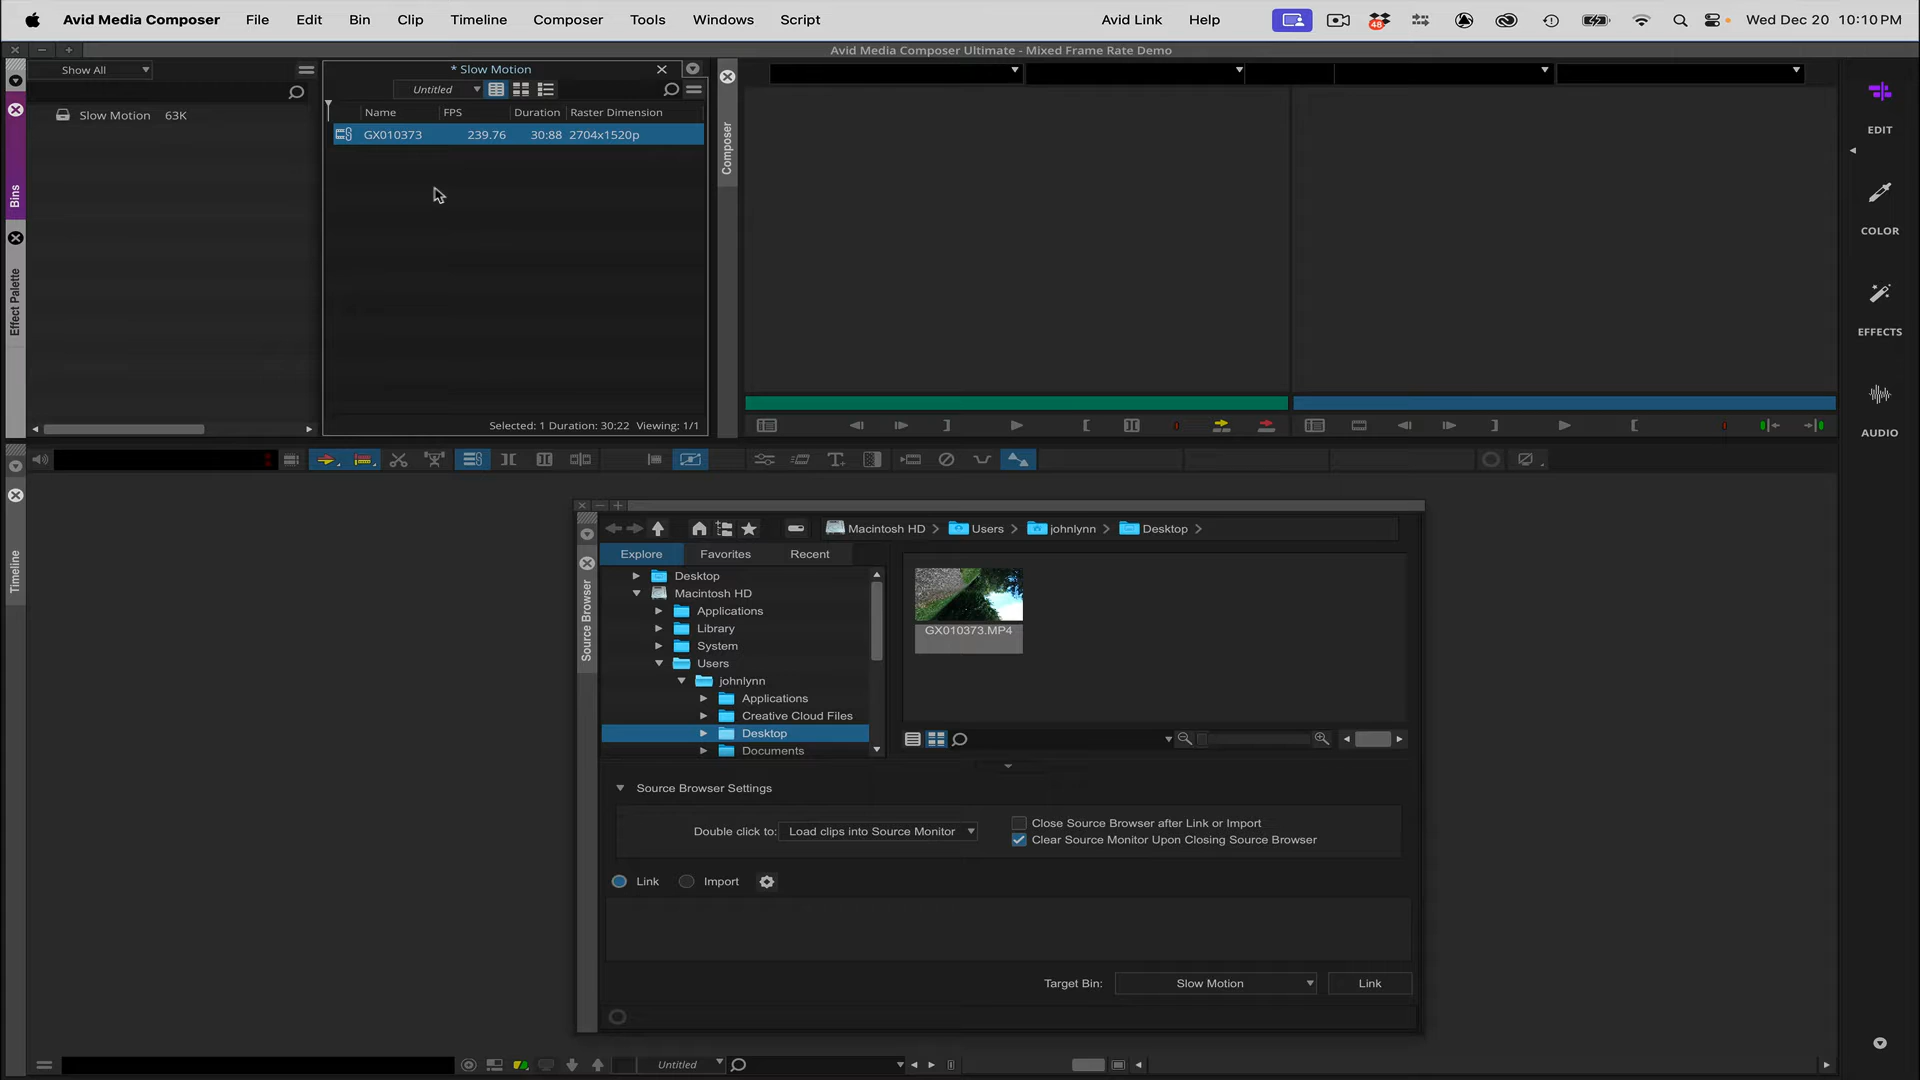 Avid Media Composer File Edit Bin Clip Timeline Composer Tools Windows Script Avid Link Help 48 Wed Dec 20 10:10 PM
Avid Media Composer Ultimate - Mixed Frame Rate Demo
Show All
Slow Motion 63K
Bins
Effect Palette
* Slow Motion
Untitled
Name FPS Duration Raster Dimension
GX010373 239.76 30:88 2704x1520p
Selected: 1 Duration: 30:22 Viewing: 1/1
Composer
EDIT
COLOR
EFFECTS
AUDIO
Timeline
Source Browser
Macintosh HD Users johnlynn Desktop
Explore Favorites Recent
Desktop
Macintosh HD
Applications
Library
System
Users
johnlynn
Applications
Creative Cloud Files
Desktop
Documents
GX010373.MP4
Source Browser Settings
Double click to: Load clips into Source Monitor
Close Source Browser after Link or Import
Clear Source Monitor Upon Closing Source Browser
Link Import
Target Bin: Slow Motion Link
Untitled